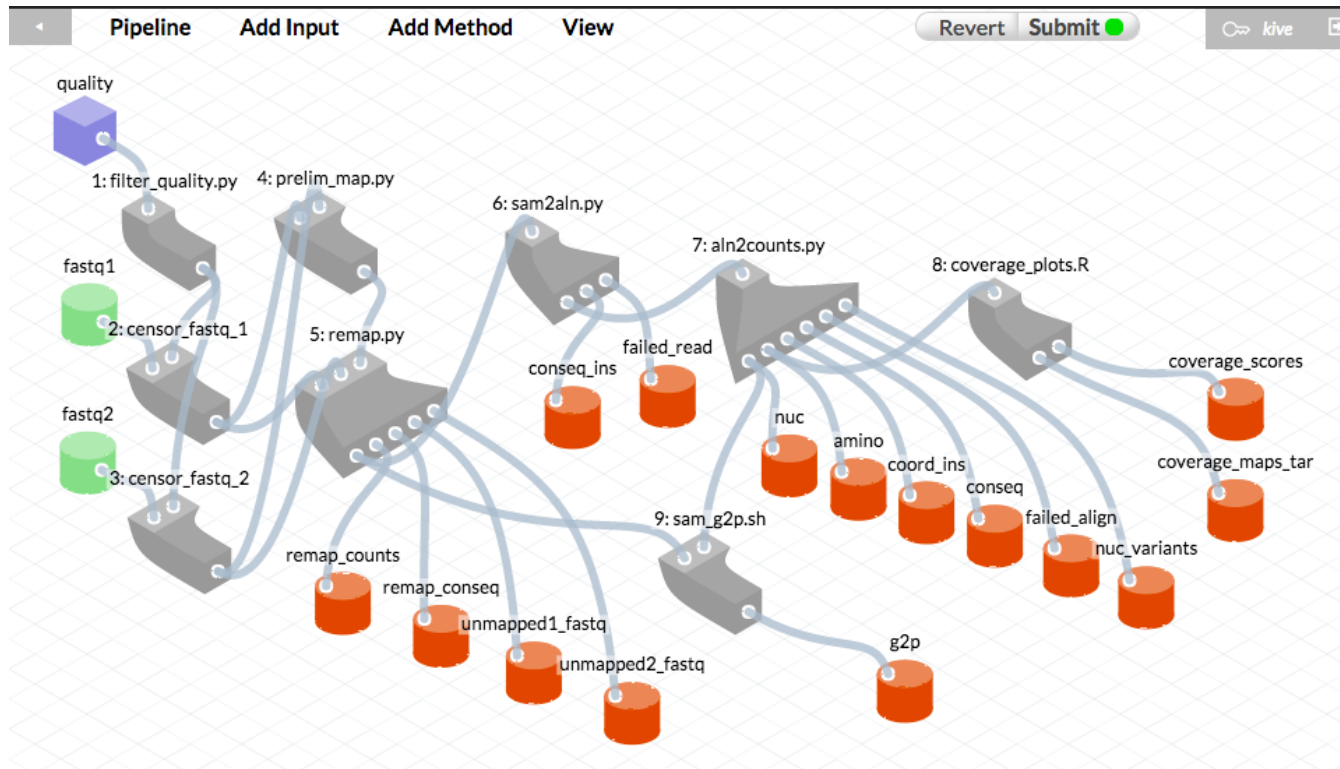 Pipeline Add Input Add Method View Revert Submit kive
quality
1: filter_quality.py
4: prelim_map.py
6: sam2aln.py
7: aln2counts.py
8: coverage_plots.R
fastq1
2: censor_fastq_1
5: remap.py
conseq_ins
failed_read
coverage_scores
fastq2
3: censor_fastq_2
nuc
amino
coord_ins
conseq
failed_align
nuc_variants
coverage_maps_tar
9: sam_g2p.sh
remap_counts
remap_conseq
unmapped1_fastq
unmapped2_fastq
g2p